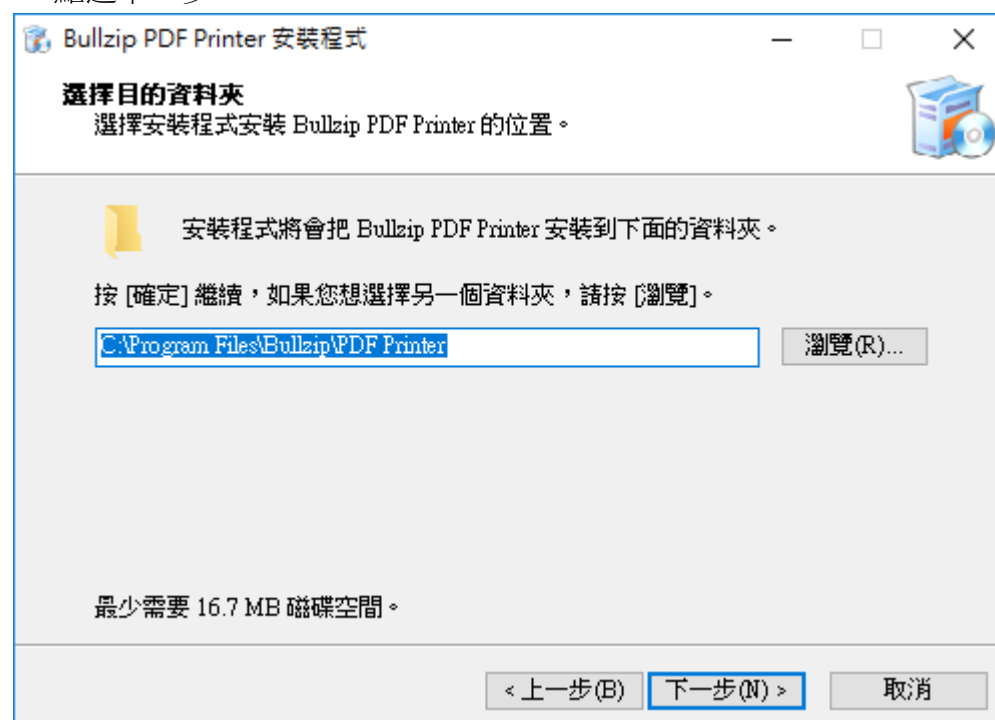 Bullzip PDF Printer 安裝程式
選擇目的資料夾
選擇安裝程式安裝 Bullzip PDF Printer 的位置。
安裝程式將會把 Bullzip PDF Printer 安裝到下面的資料夾。
按 [確定] 繼續，如果您想選擇另一個資料夾，請按 [瀏覽]。
C:\Program Files\Bullzip\PDF Printer
瀏覽(R)...
最少需要 16.7 MB 磁碟空間。
< 上一步(B)
下一步(N) >
取消